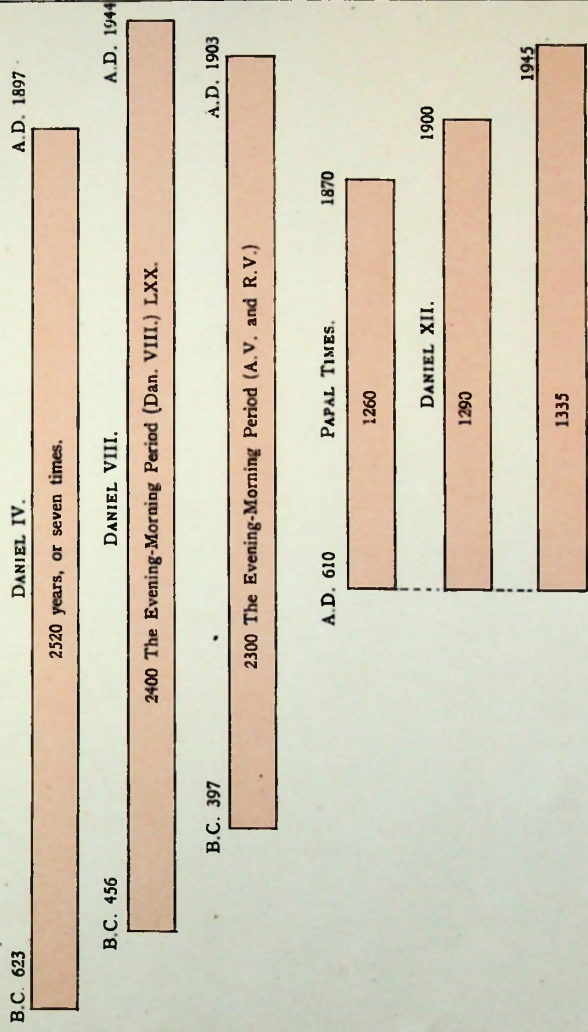 DANIEL IV.
B.C. 623
A.D. 1897
2520 years, or seven times.
DANIEL VIII.
B.C. 456
A.D. 1944
2400 The Evening-Morning Period (Dan. VIII.) LXX.
B.C. 397
A.D. 1903
2300 The Evening-Morning Period (A.V. and R.V.)
PAPAL TIMES.
A.D. 610
1870
1260
DANIEL XII.
1900
1290
1945
1335